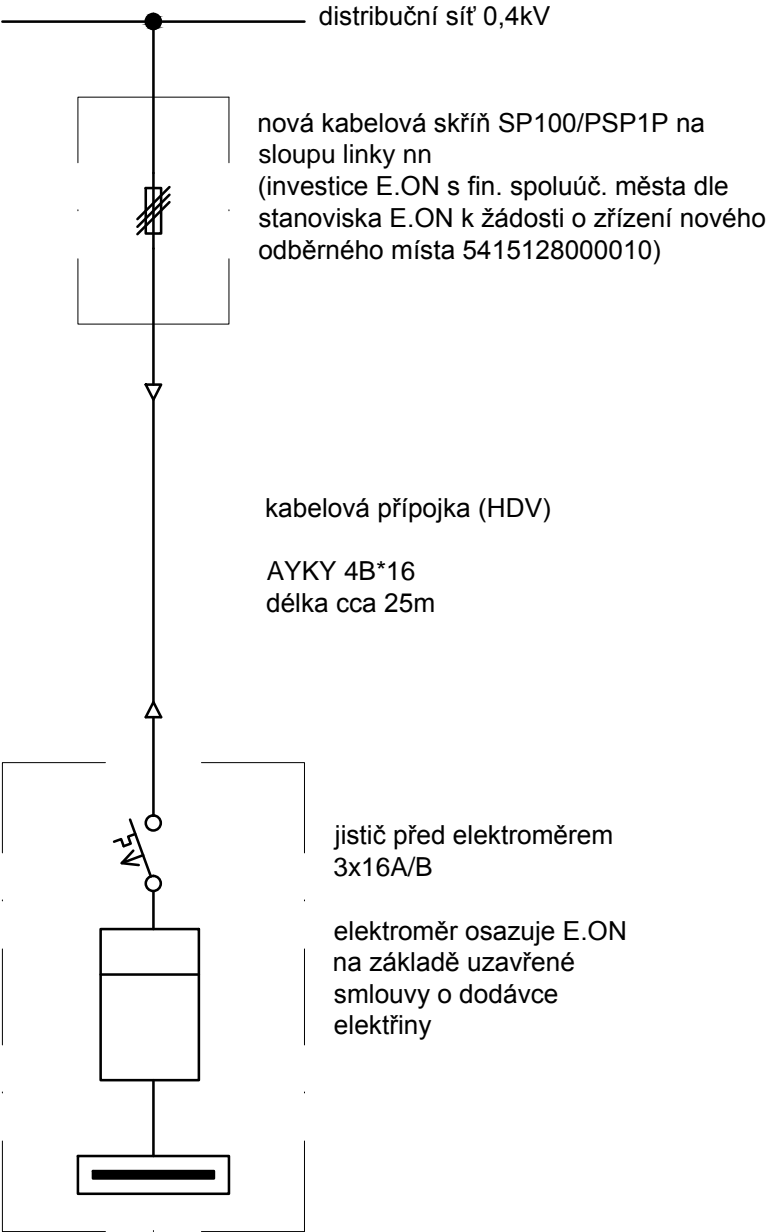 distribuční síť 0,4kV
nová kabelová skříň SP100/PSP1P na
sloupu linky nn
(investice E.ON s fin. spoluúč. města dle
stanoviska E.ON k žádosti o zřízení nového
odběrného místa 5415128000010)
kabelová přípojka (HDV)
AYKY 4B*16
délka cca 25m
jistič před elektroměrem
3x16A/B
elektroměr osazuje E.ON
na základě uzavřené
smlouvy o dodávce
elektřiny